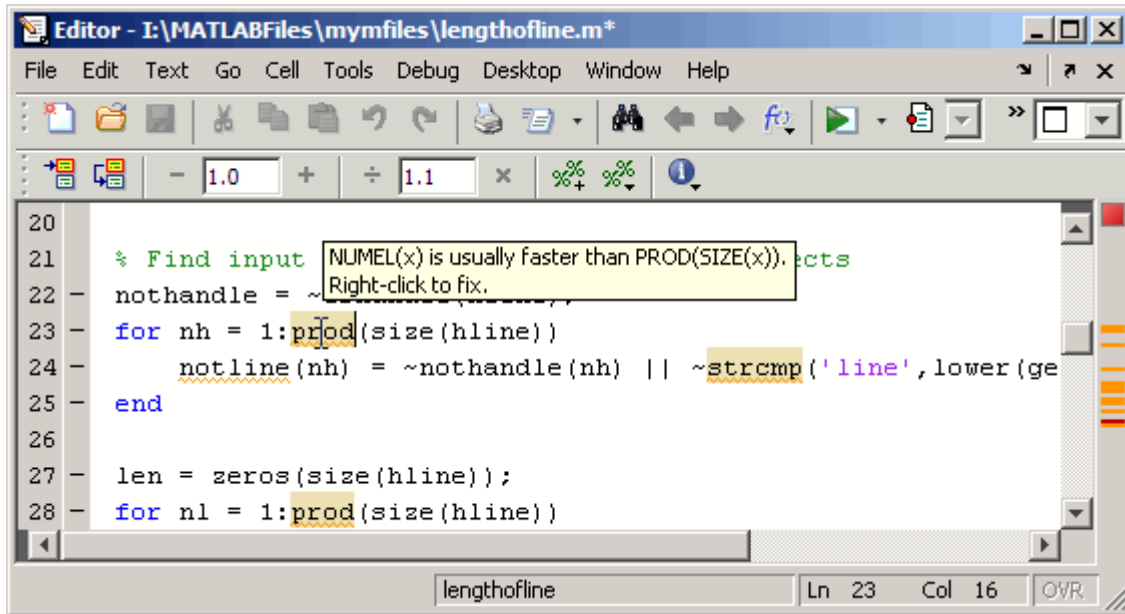 Editor - I:\MATLABFiles\mymfiles\lengthofline.m*
File Edit Text Go Cell Tools Debug Desktop Window Help
1.0 1.1
20
21 % Find input ects
NUMEL(x) is usually faster than PROD(SIZE(x)).
Right-click to fix.
22 - nothandle = ~
23 - for nh = 1:prod(size(hline))
24 - notline(nh) = ~nothandle(nh) || ~strcmp('line',lower(ge
25 - end
26
27 - len = zeros(size(hline));
28 - for nl = 1:prod(size(hline))
lengthofline Ln 23 Col 16 OVR